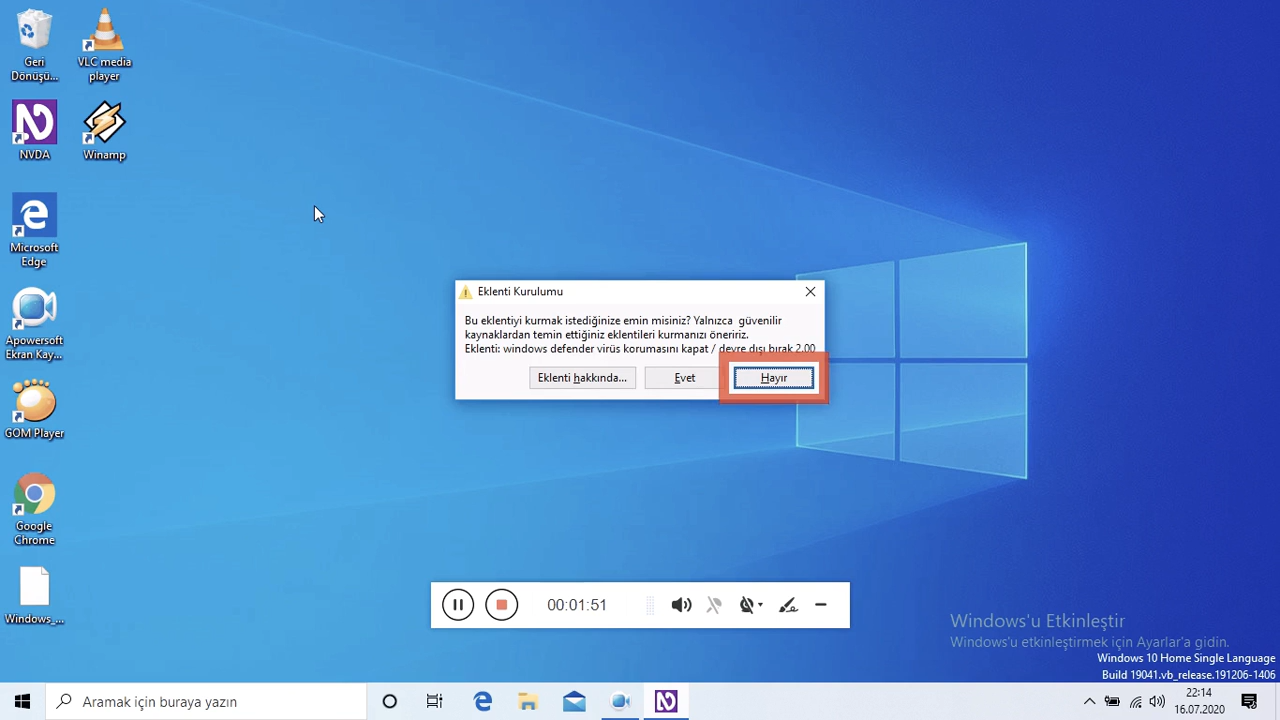 Geri
Dönüşü...
VLC media
player
NVDA
Winamp
Microsoft
Edge
Apowersoft
Ekran Kay...
GOM Player
Google
Chrome
Windows_...
Eklenti Kurulumu
Bu eklentiyi kurmak istediğinize emin misiniz? Yalnızca güvenilir
kaynaklardan temin ettiğiniz eklentileri kurmanızı öneririz.
Eklenti: windows defender virüs korumasını kapat / devre dışı bırak 2.00
Eklenti hakkında...
Evet
Hayır
00:01:51
Windows'u Etkinleştir
Windows'u etkinleştirmek için Ayarlar'a gidin.
Windows 10 Home Single Language
Build 19041.vb_release.191206-1406
Aramak için buraya yazın
22:14
16.07.2020